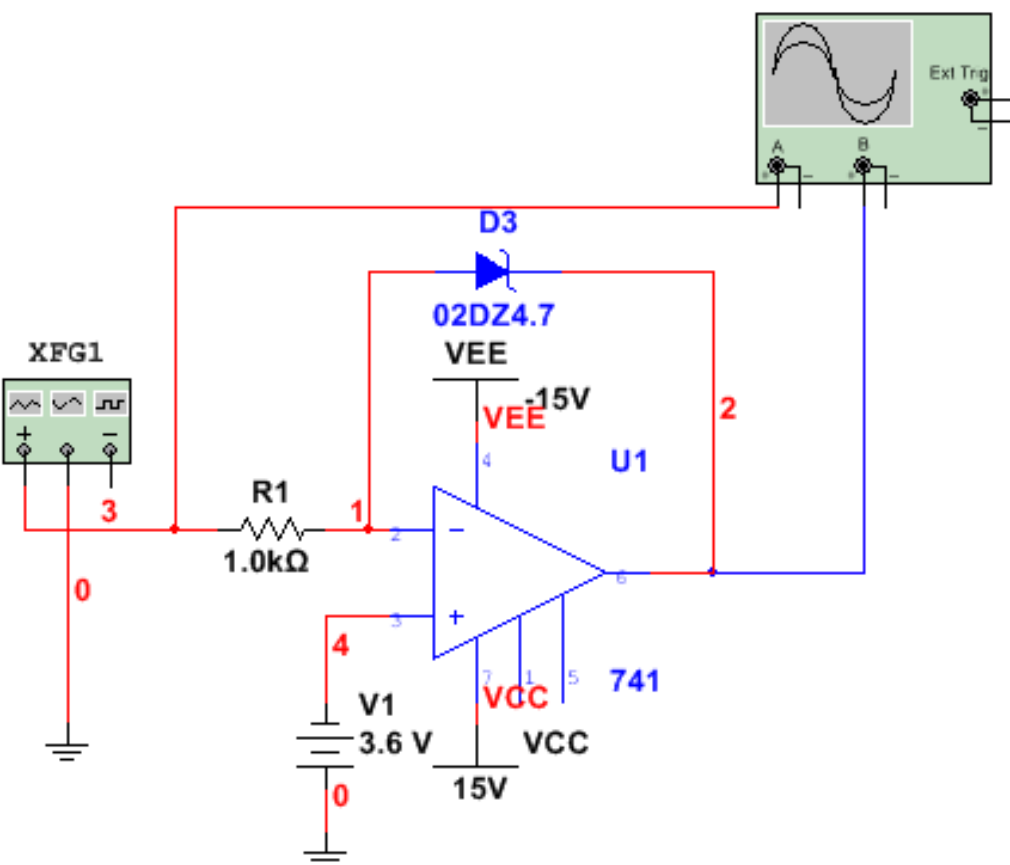 Ext Trig
+
−
A
B
+
−
+
−
D3
02DZ4.7
XFG1
VEE
-15V
VEE
2
4
U1
+
−
3
R1
1
2
−
1.0kΩ
6
0
3
+
4
7
1
5
741
VCC
V1
3.6 V
VCC
15V
0